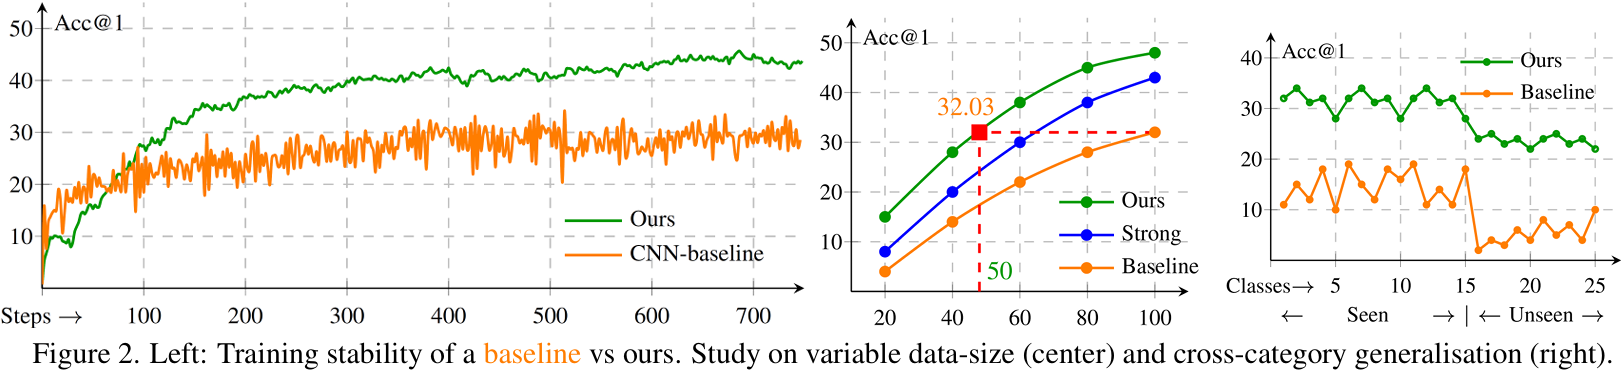 Acc@1
50
40
30
20
10
Ours
CNN-baseline
Steps → 100 200 300 400 500 600 700
Acc@1
50
40
30
20
10
32.03
50
Ours
Strong
Baseline
20 40 60 80 100
Acc@1
40
30
20
10
Ours
Baseline
Classes→ 5 10 15 20 25
← Seen → | ← Unseen →
Figure 2. Left: Training stability of a baseline vs ours. Study on variable data-size (center) and cross-category generalisation (right).